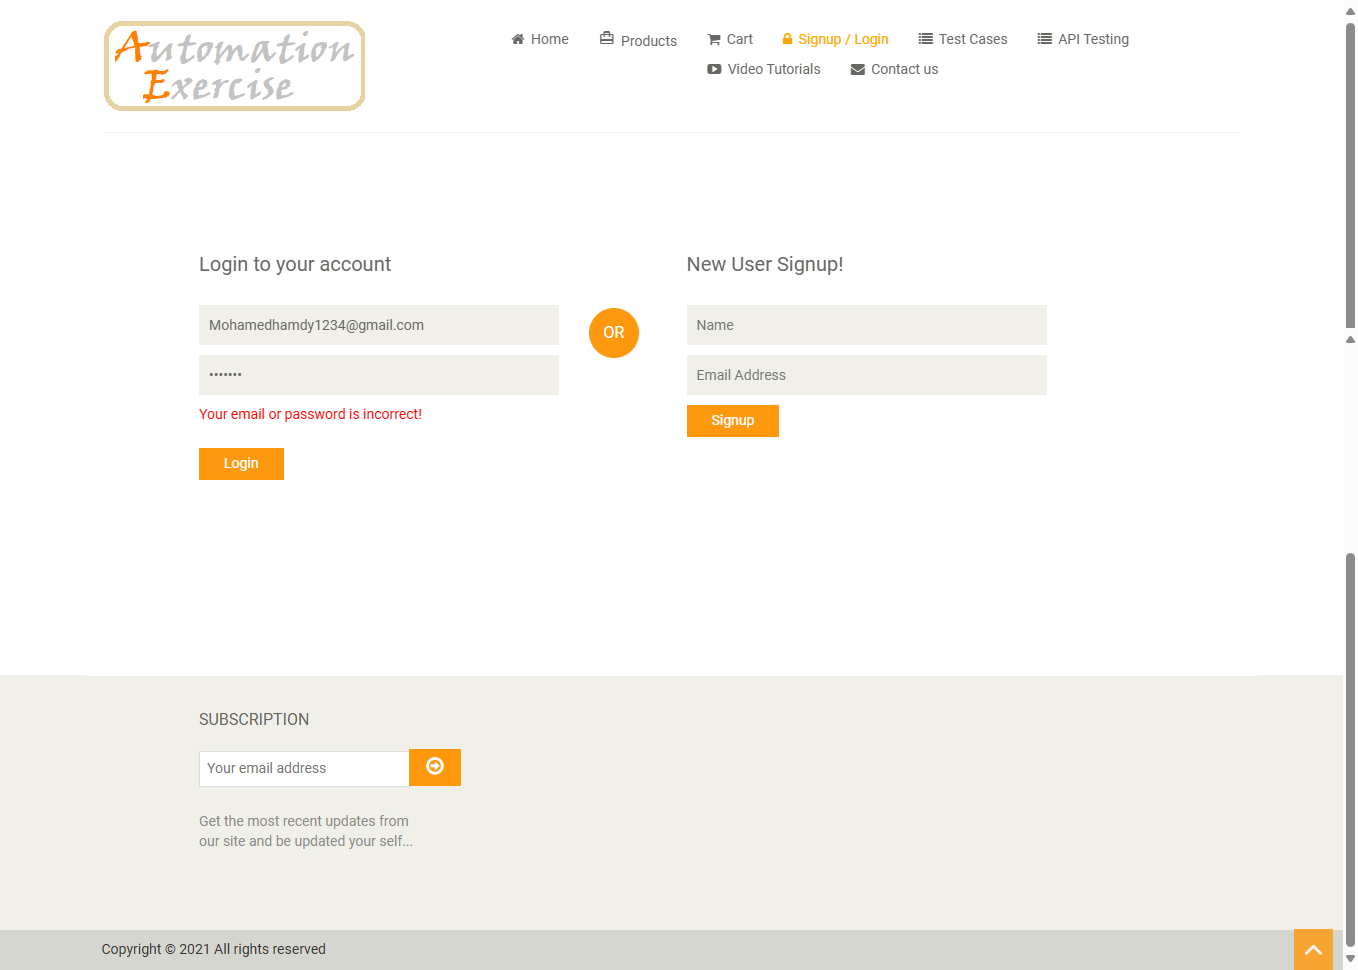 Automation
Exercise
Home
Products
Cart
Signup / Login
Test Cases
API Testing
Video Tutorials
Contact us
Login to your account
Mohamedhamdy1234@gmail.com
•••••••
Your email or password is incorrect!
Login
OR
New User Signup!
Name
Email Address
Signup
SUBSCRIPTION
Your email address
Get the most recent updates from
our site and be updated your self...
Copyright © 2021 All rights reserved